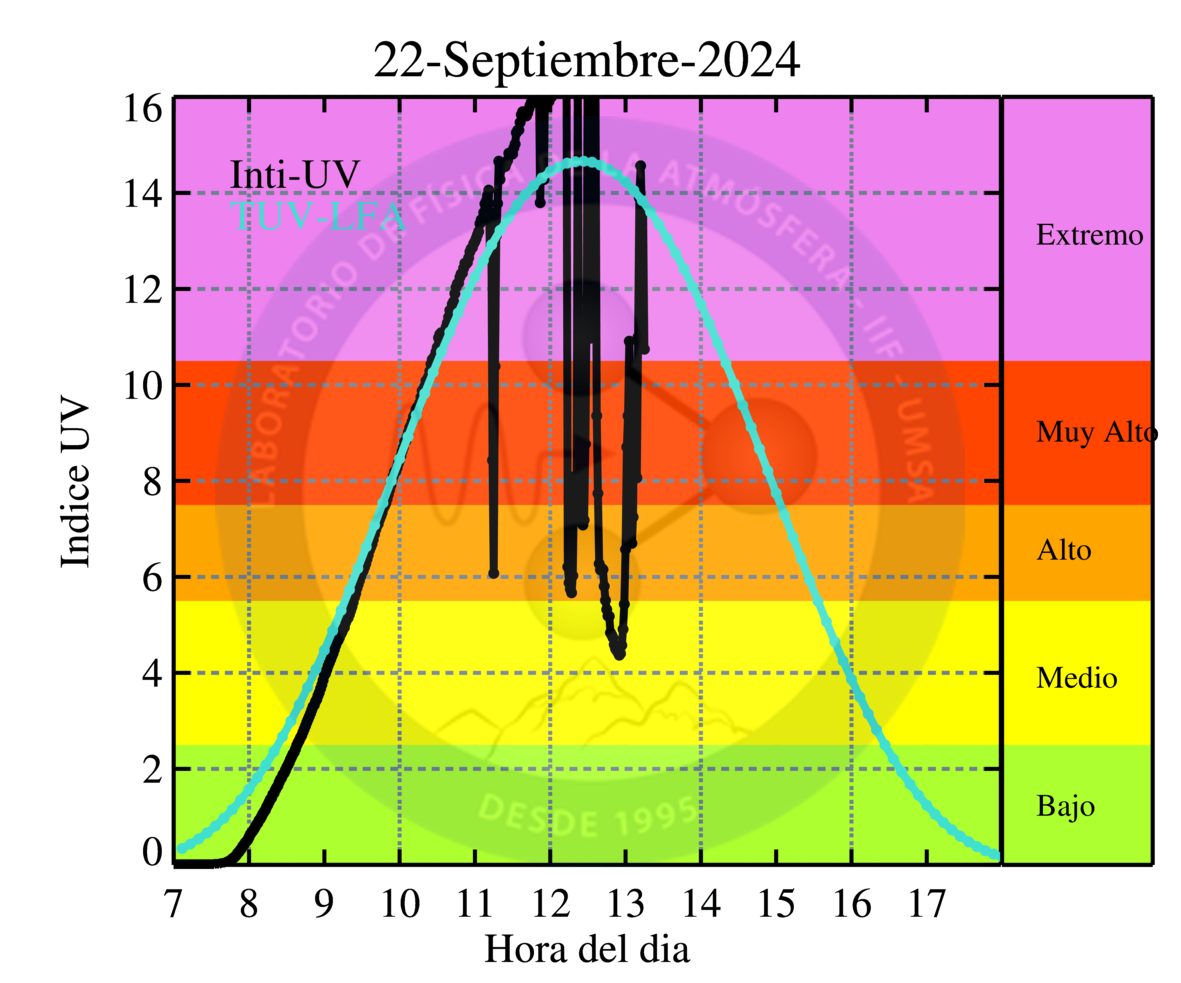 22-Septiembre-2024
16
14
12
10
8
6
4
2
0
Indice UV
Inti-UV
TUV-LFA
LABORATORIO DE FÍSICA DE LA ATMÓSFERA - IIF - UMSA
DESDE 1995
Extremo
Muy Alto
Alto
Medio
Bajo
7 8 9 10 11 12 13 14 15 16 17
Hora del dia